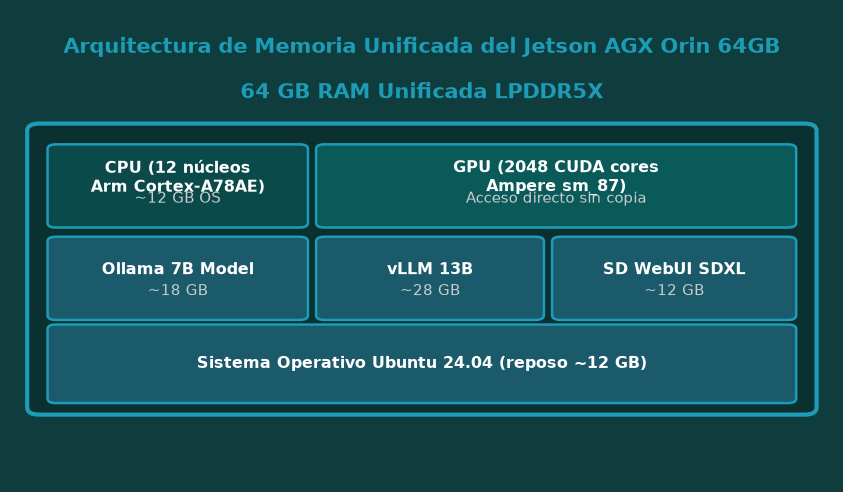 Arquitectura de Memoria Unificada del Jetson AGX Orin 64GB
64 GB RAM Unificada LPDDR5X
CPU (12 núcleos
Arm Cortex-A78AE)
~12 GB OS
GPU (2048 CUDA cores
Ampere sm_87)
Acceso directo sin copia
Ollama 7B Model
~18 GB
vLLM 13B
~28 GB
SD WebUI SDXL
~12 GB
Sistema Operativo Ubuntu 24.04 (reposo ~12 GB)